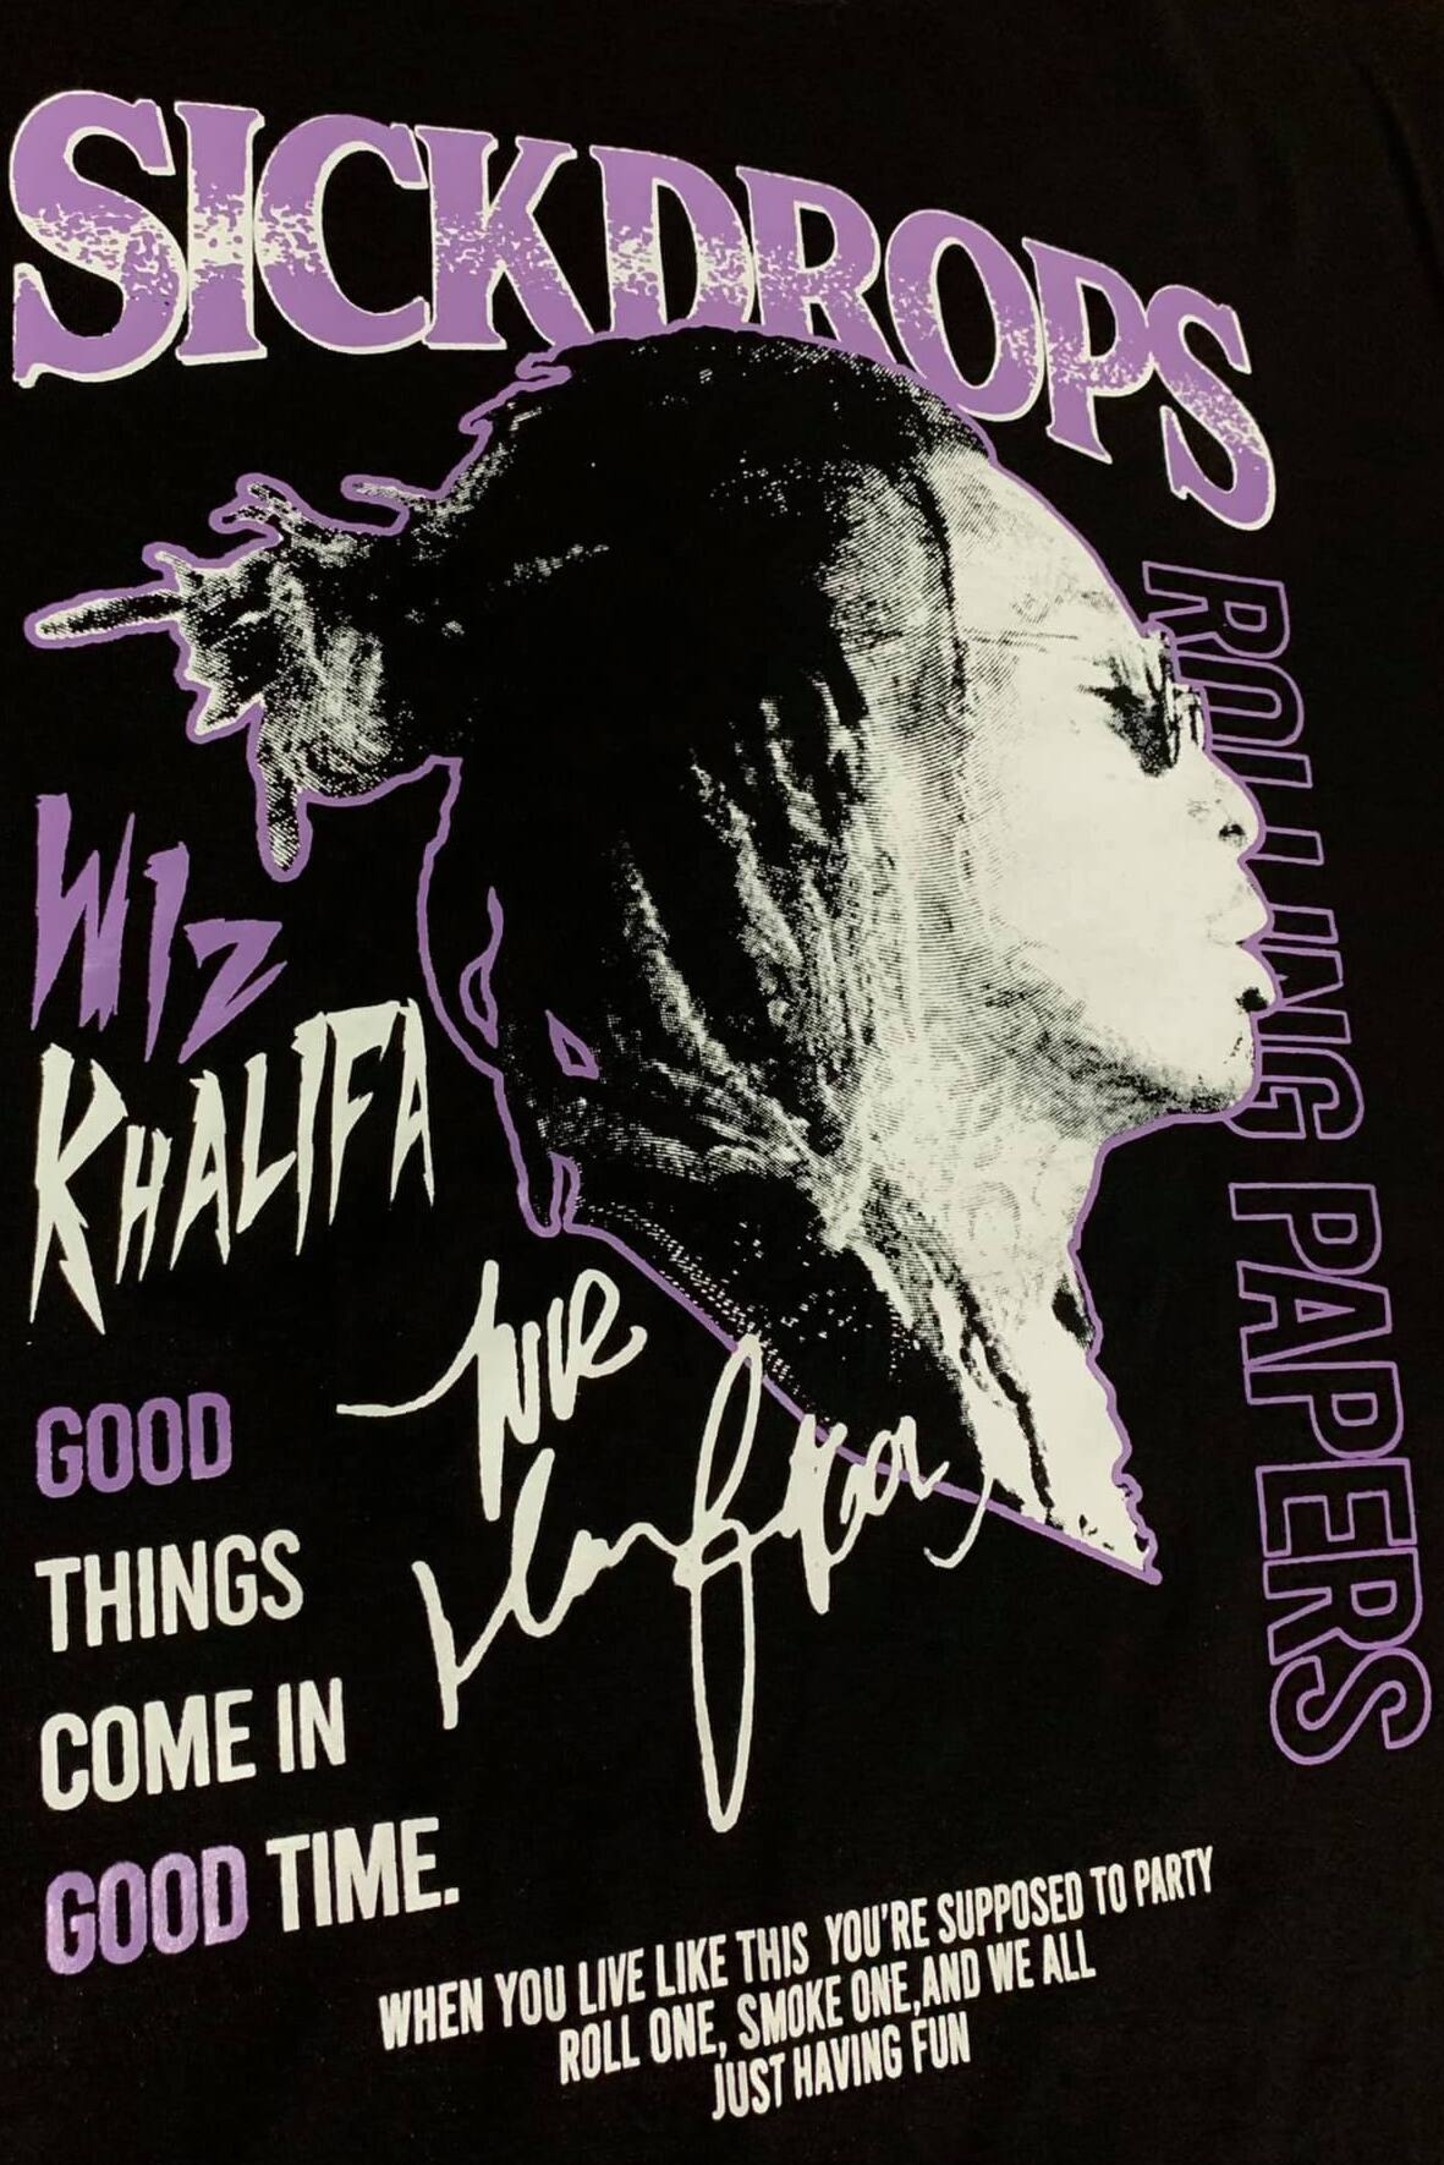 SICKDROPS
ROLLING PAPERS
WIZ
KHALIFA
GOOD
THINGS
COME IN
GOOD TIME.
WHEN YOU LIVE LIKE THIS YOU'RE SUPPOSED TO PARTY
ROLL ONE, SMOKE ONE,AND WE ALL
JUST HAVING FUN